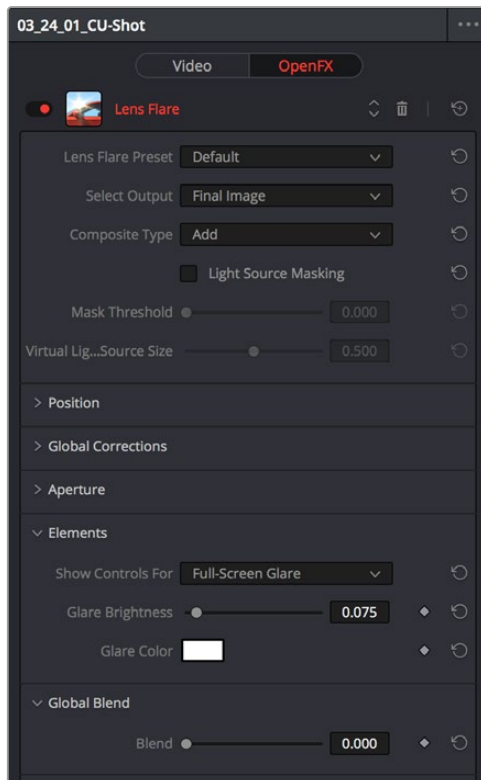 03_24_01_CU-Shot
Video OpenFX
Lens Flare
Lens Flare Preset Default
Select Output Final Image
Composite Type Add
Light Source Masking
Mask Threshold 0.000
Virtual Lig...Source Size 0.500
> Position
> Global Corrections
> Aperture
Elements
Show Controls For Full-Screen Glare
Glare Brightness 0.075
Glare Color
Global Blend
Blend 0.000